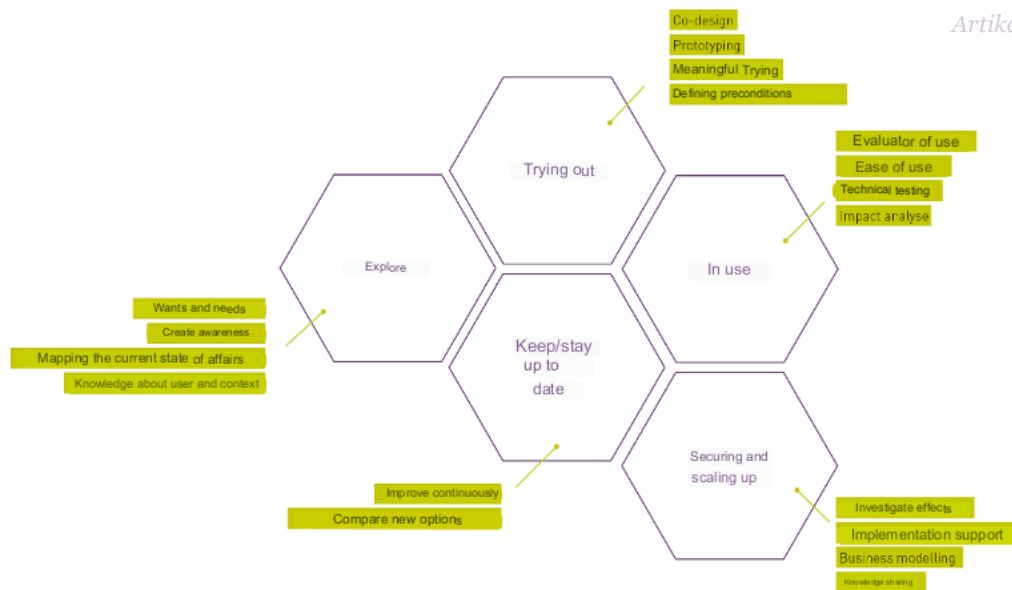 Artike
Co-design
Prototyping
Meaningful Trying
Defining preconditions
Trying out
Evaluator of use
Ease of use
Technical testing
Impact analyse
In use
Explore
Wants and needs
Create awareness
Mapping the current state of affairs
Knowledge about user and context
Keep/stay
up to
date
Improve continuously
Compare new options
Securing and
scaling up
Investigate effects
Implementation support
Business modelling
Knowledge sharing